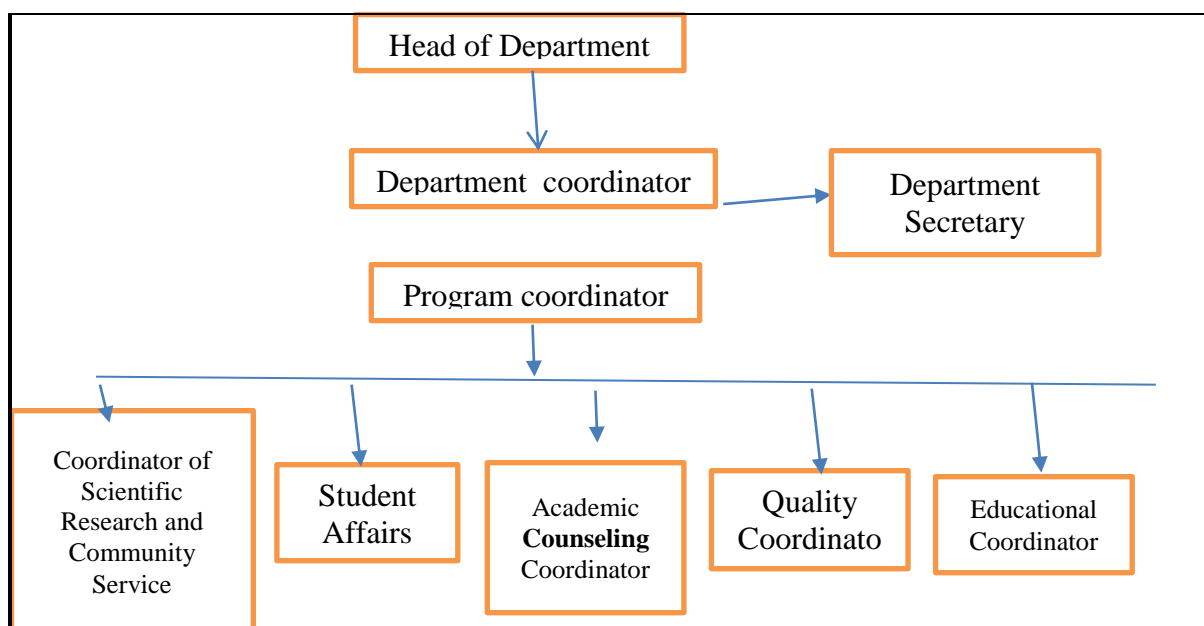 Head of Department
Department coordinator
Department
Secretary
Program coordinator
Coordinator of
Scientific
Research and
Community
Service
Student
Affairs
Academic
Counseling
Coordinator
Quality
Coordinato
Educational
Coordinator